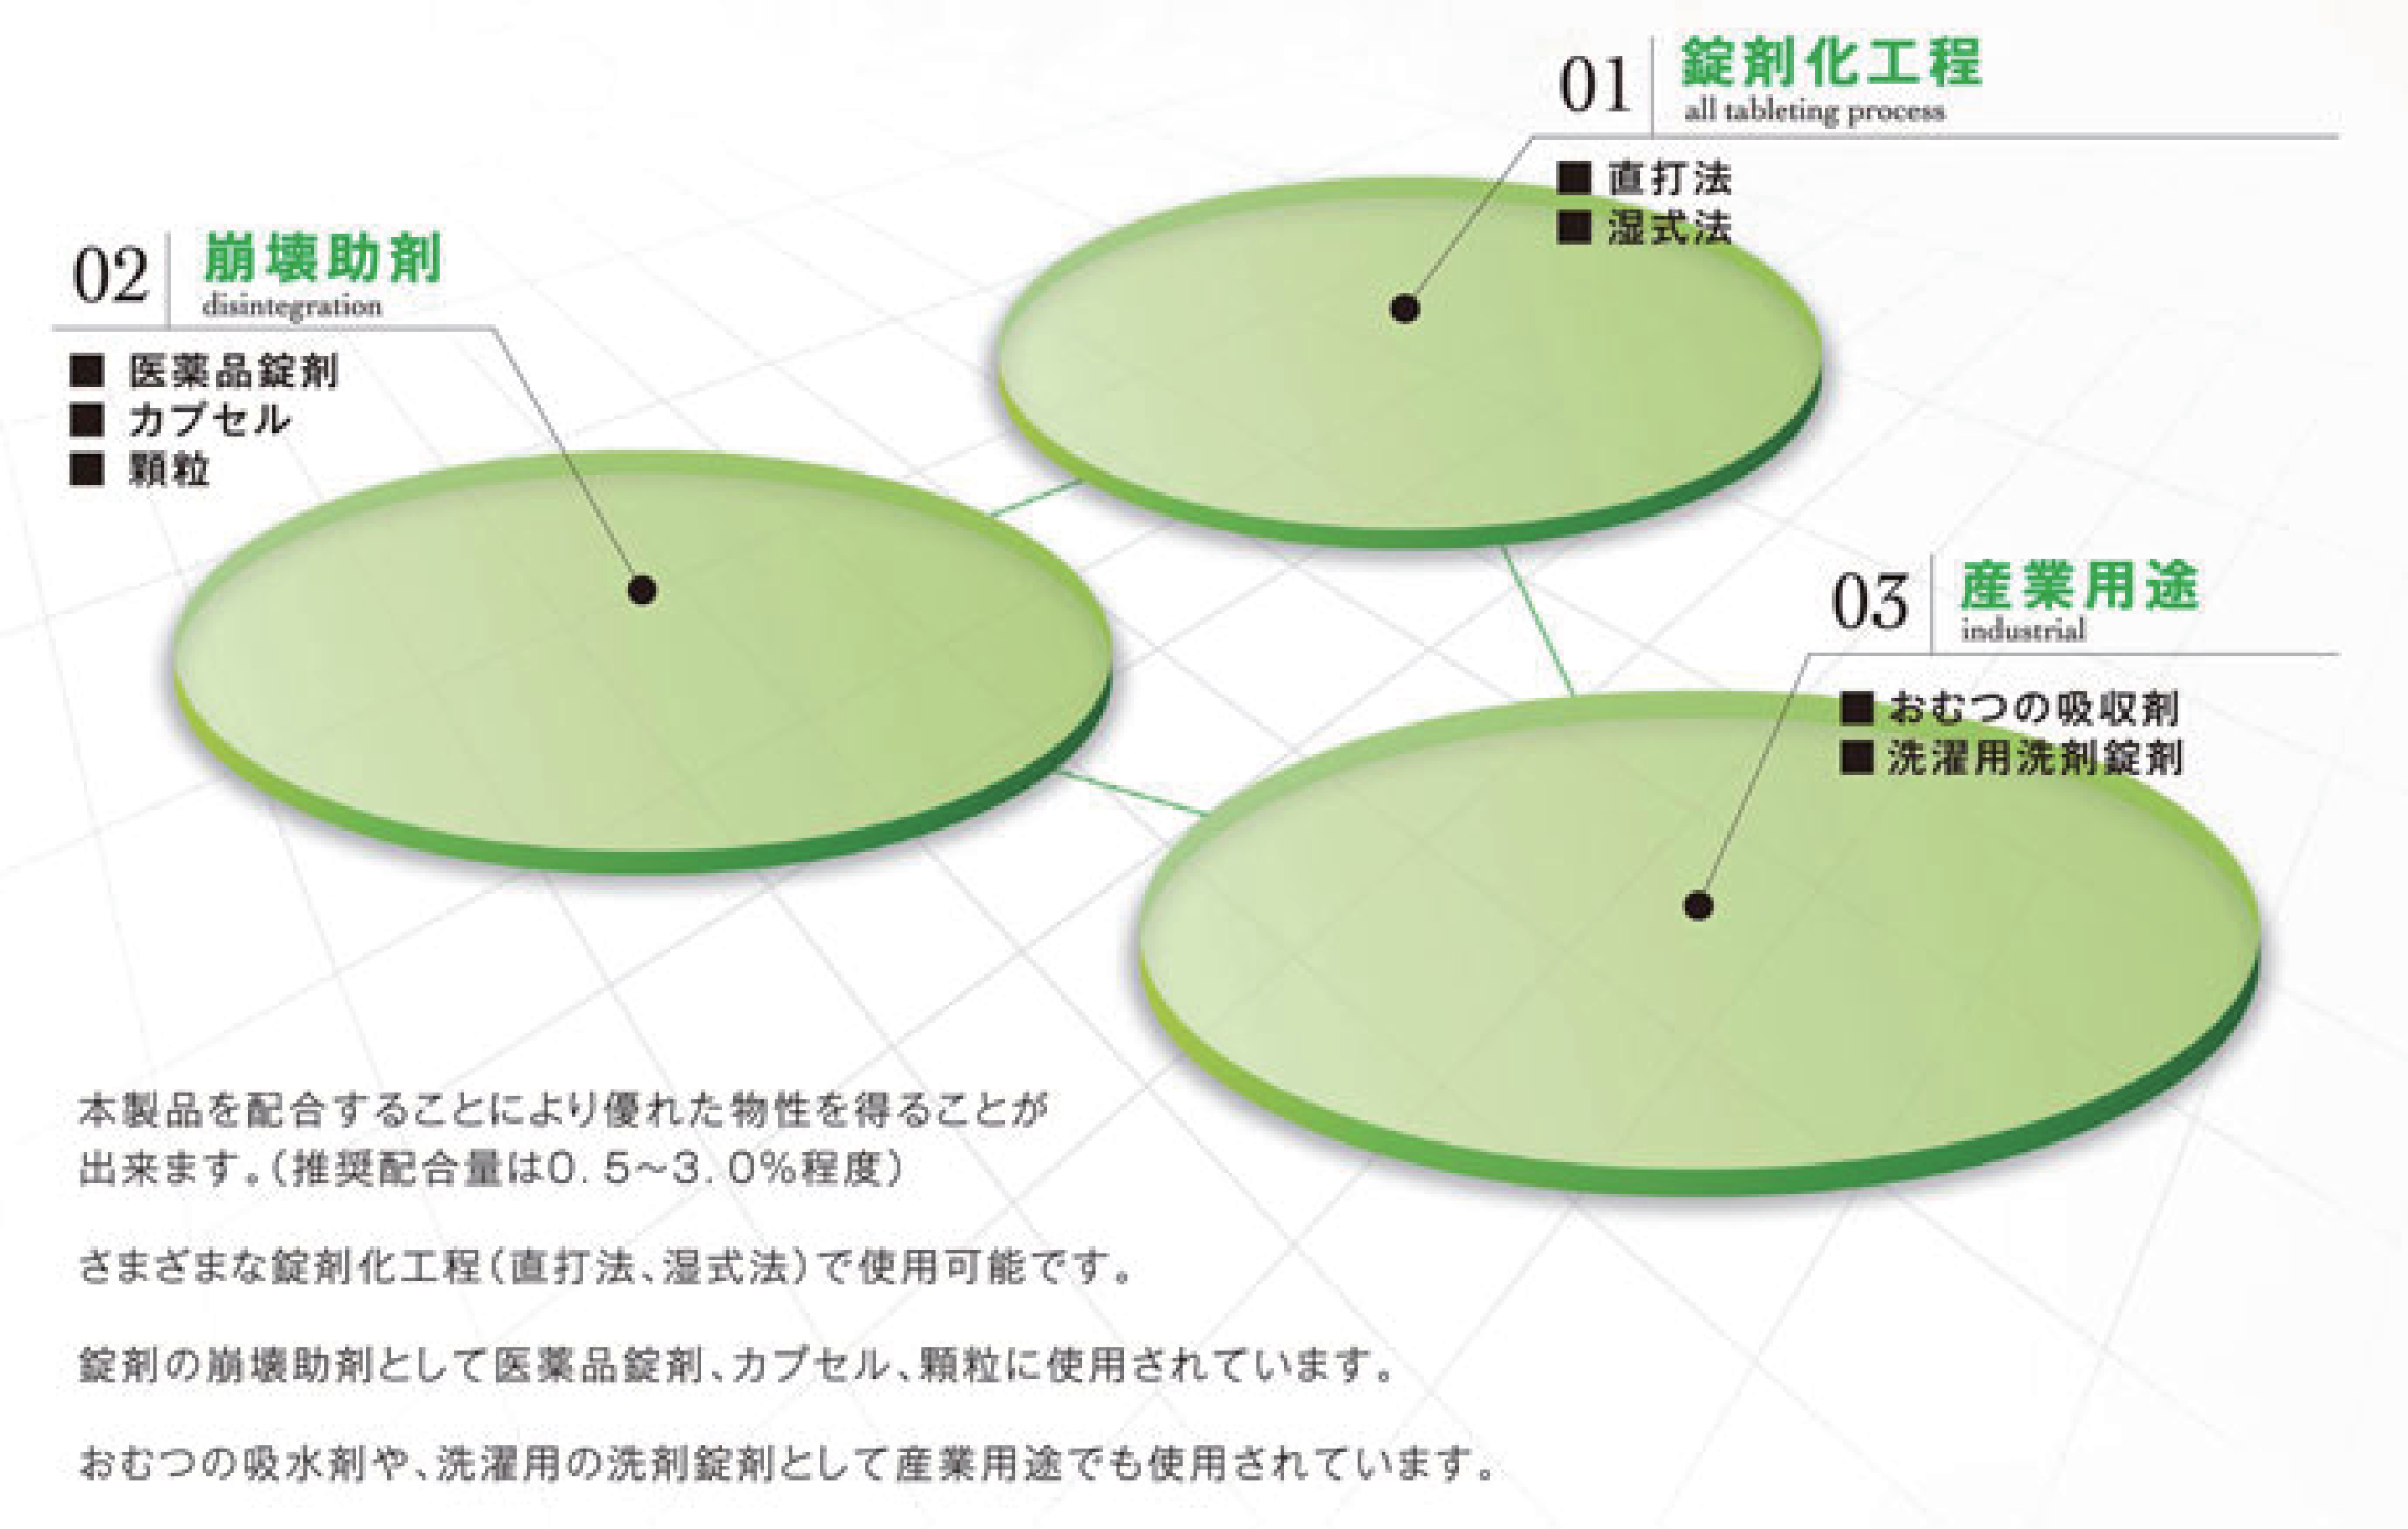 01 錠剤化工程
all tableting process
■ 直打法
■ 湿式法
02 崩壊助剤
disintegration
■ 医薬品錠剤
■ カプセル
■ 顆粒
03 産業用途
industrial
■ おむつの吸収剤
■ 洗濯用洗剤錠剤
本製品を配合することにより優れた物性を得ることが
出来ます。(推奨配合量は0.5~3.0%程度)
さまざまな錠剤化工程(直打法、湿式法)で使用可能です。
錠剤の崩壊助剤として医薬品錠剤、カプセル、顆粒に使用されています。
おむつの吸水剤や、洗濯用の洗剤錠剤として産業用途でも使用されています。